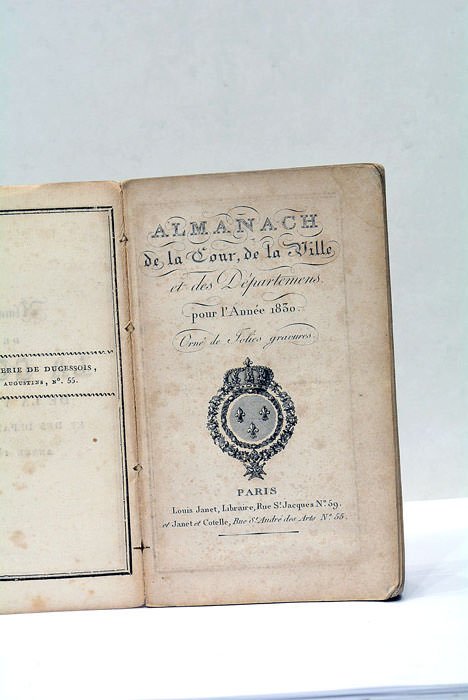 ERIE DE DUCESSOIS,
AUGUSTINS, N°. 55.
ALMANACH
de la Cour, de la Ville
et des Départemens
pour l'Année 1830.
Orné de Jolies gravures.
PARIS
Louis Janet, Libraire, Rue St. Jacques N° 59.
et Janet et Cotelle, Rue St. André des Arts N° 55.